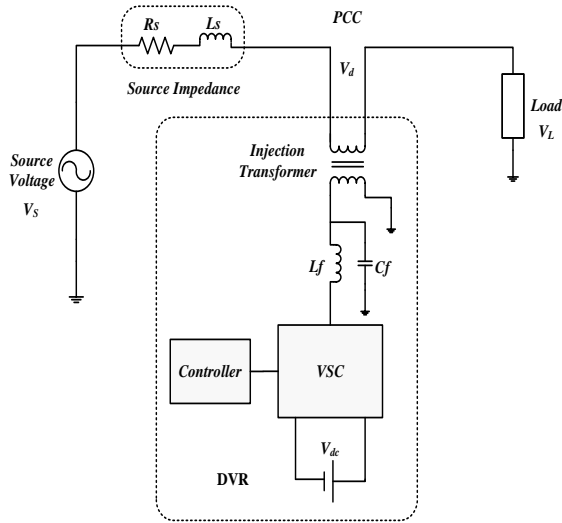 PCC
Rs
Ls
Source Impedance
Vd
Load
VL
Source
Voltage
VS
Injection
Transformer
Lf
Cf
Controller
VSC
Vdc
DVR